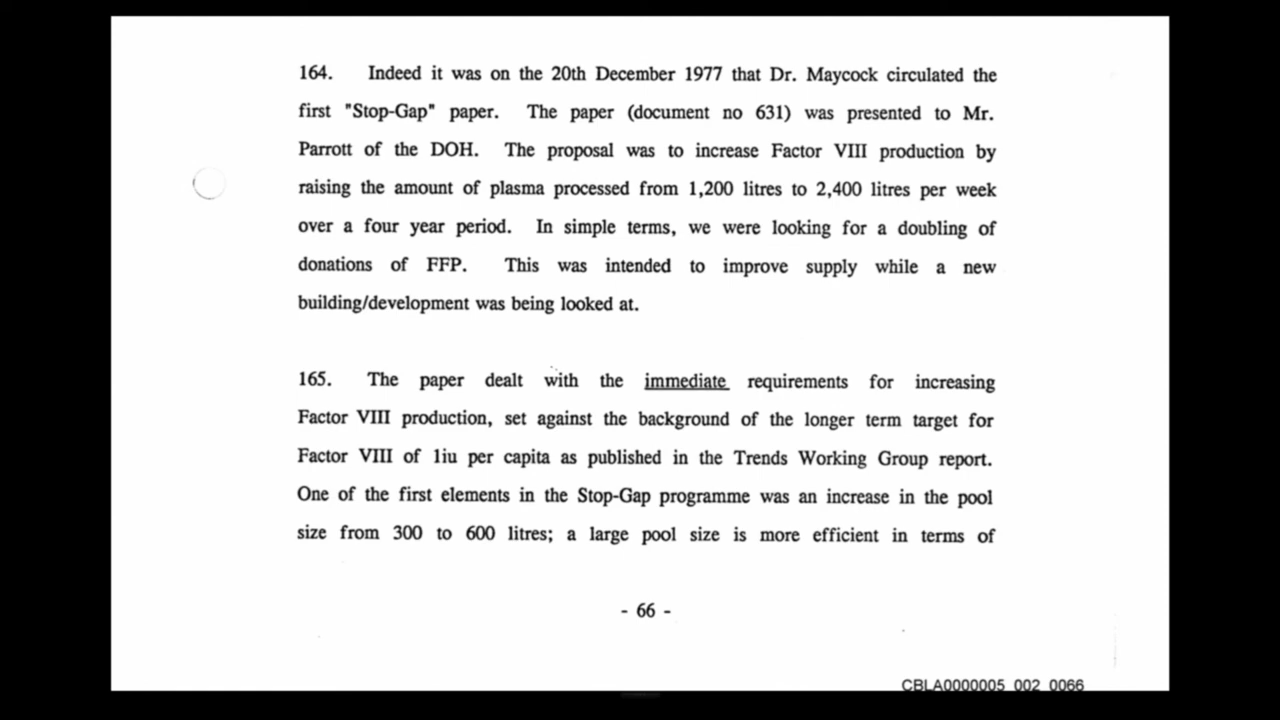 164. Indeed it was on the 20th December 1977 that Dr. Maycock circulated the
first "Stop-Gap" paper. The paper (document no 631) was presented to Mr.
Parrott of the DOH. The proposal was to increase Factor VIII production by
raising the amount of plasma processed from 1,200 litres to 2,400 litres per week
over a four year period. In simple terms, we were looking for a doubling of
donations of FFP. This was intended to improve supply while a new
building/development was being looked at.
165. The paper dealt with the immediate requirements for increasing
Factor VIII production, set against the background of the longer term target for
Factor VIII of 1iu per capita as published in the Trends Working Group report.
One of the first elements in the Stop-Gap programme was an increase in the pool
size from 300 to 600 litres; a large pool size is more efficient in terms of
- 66 -
CBLA0000005_002_0066